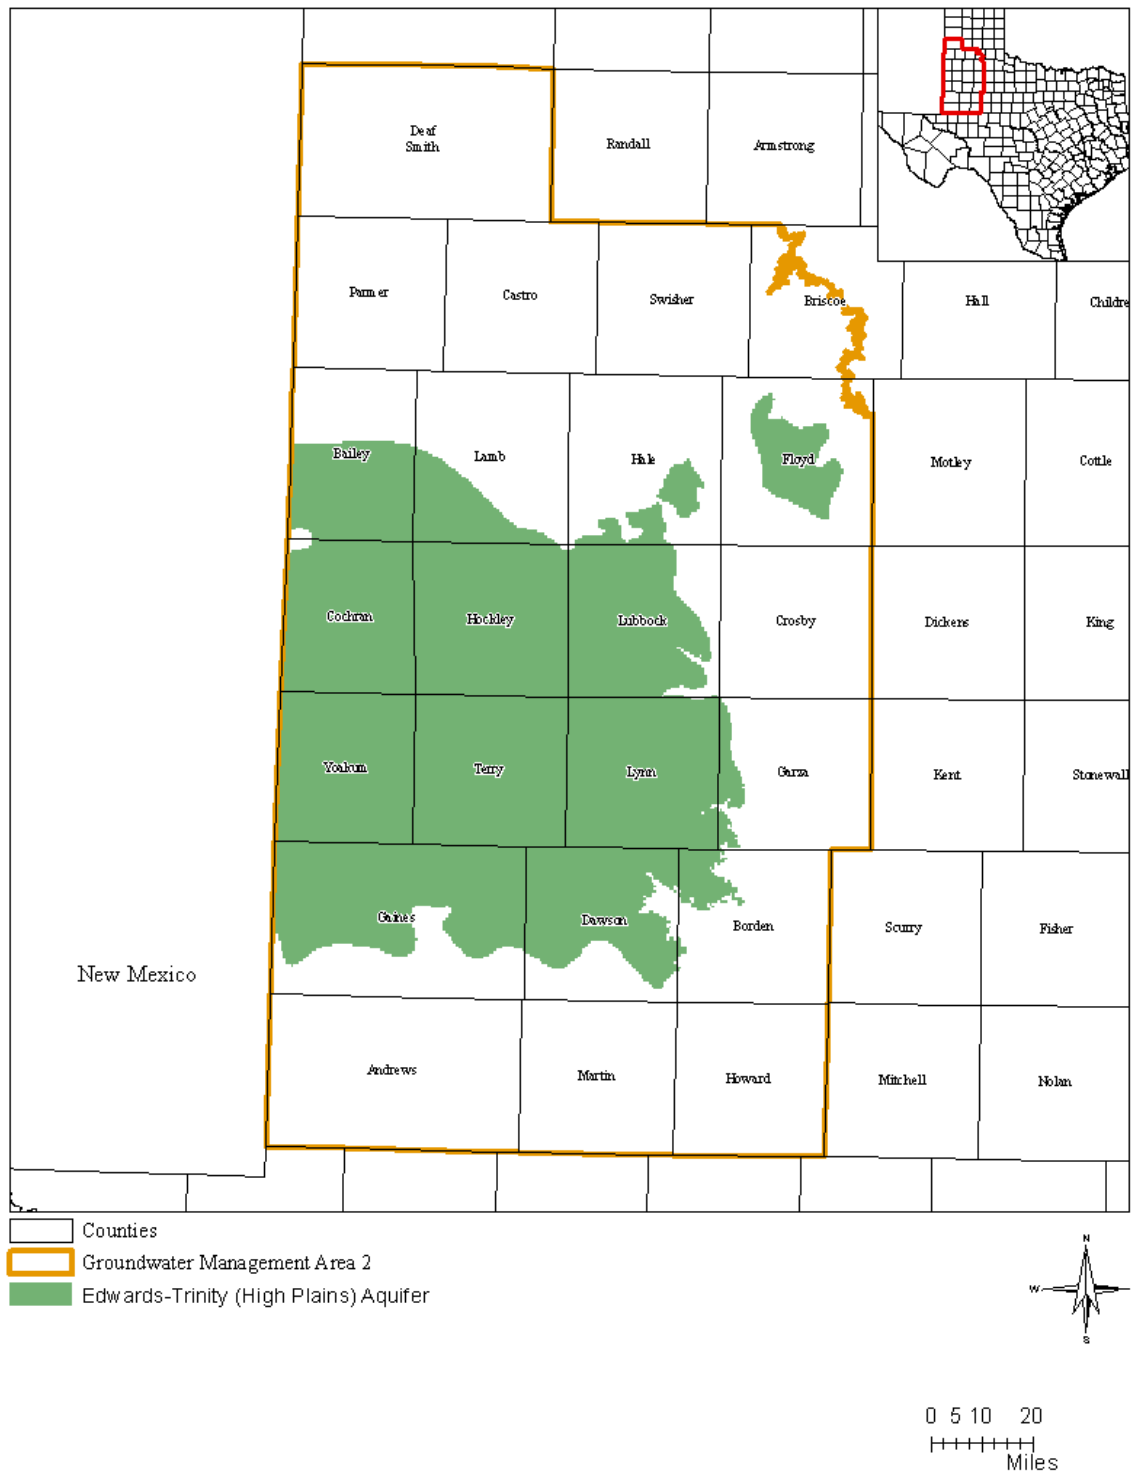 Deaf
Smith
Randall
Armstrong
Parmer
Castro
Swisher
Briscoe
Hall
Childre
Bailey
Lamb
Hale
Floyd
Motley
Cottle
Cochran
Hockley
Lubbock
Crosby
Dickens
King
Yoakum
Terry
Lynn
Garza
Kent
Stonewall
Gaines
Dawson
Borden
Scurry
Fisher
New Mexico
Andrews
Martin
Howard
Mitchell
Nolan
Counties
Groundwater Management Area 2
Edwards-Trinity (High Plains) Aquifer
N
W
S
0 5 10 20
Miles